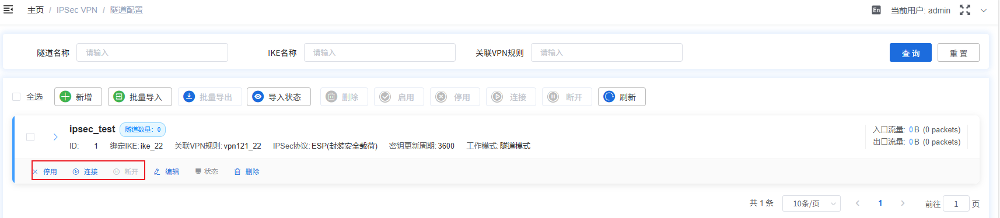 主页 / IPSec VPN / 隧道配置
En 当前用户: admin
隧道名称 请输入 IKE名称 请输入 关联VPN规则 请输入 查 询 重 置
全选 新增 批量导入 批量导出 导入状态 删除 启用 停用 连接 断开 刷新
ipsec_test 隧道数量: 0
入口流量: 0 B (0 packets)
出口流量: 0 B (0 packets)
ID: 1 绑定IKE: ike_22 关联VPN规则: vpn121_22 IPSec协议: ESP(封装安全载荷) 密钥更新周期: 3600 工作模式: 隧道模式
停用 连接 断开 编辑 状态 删除
共 1 条 10条/页 1 前往 1 页